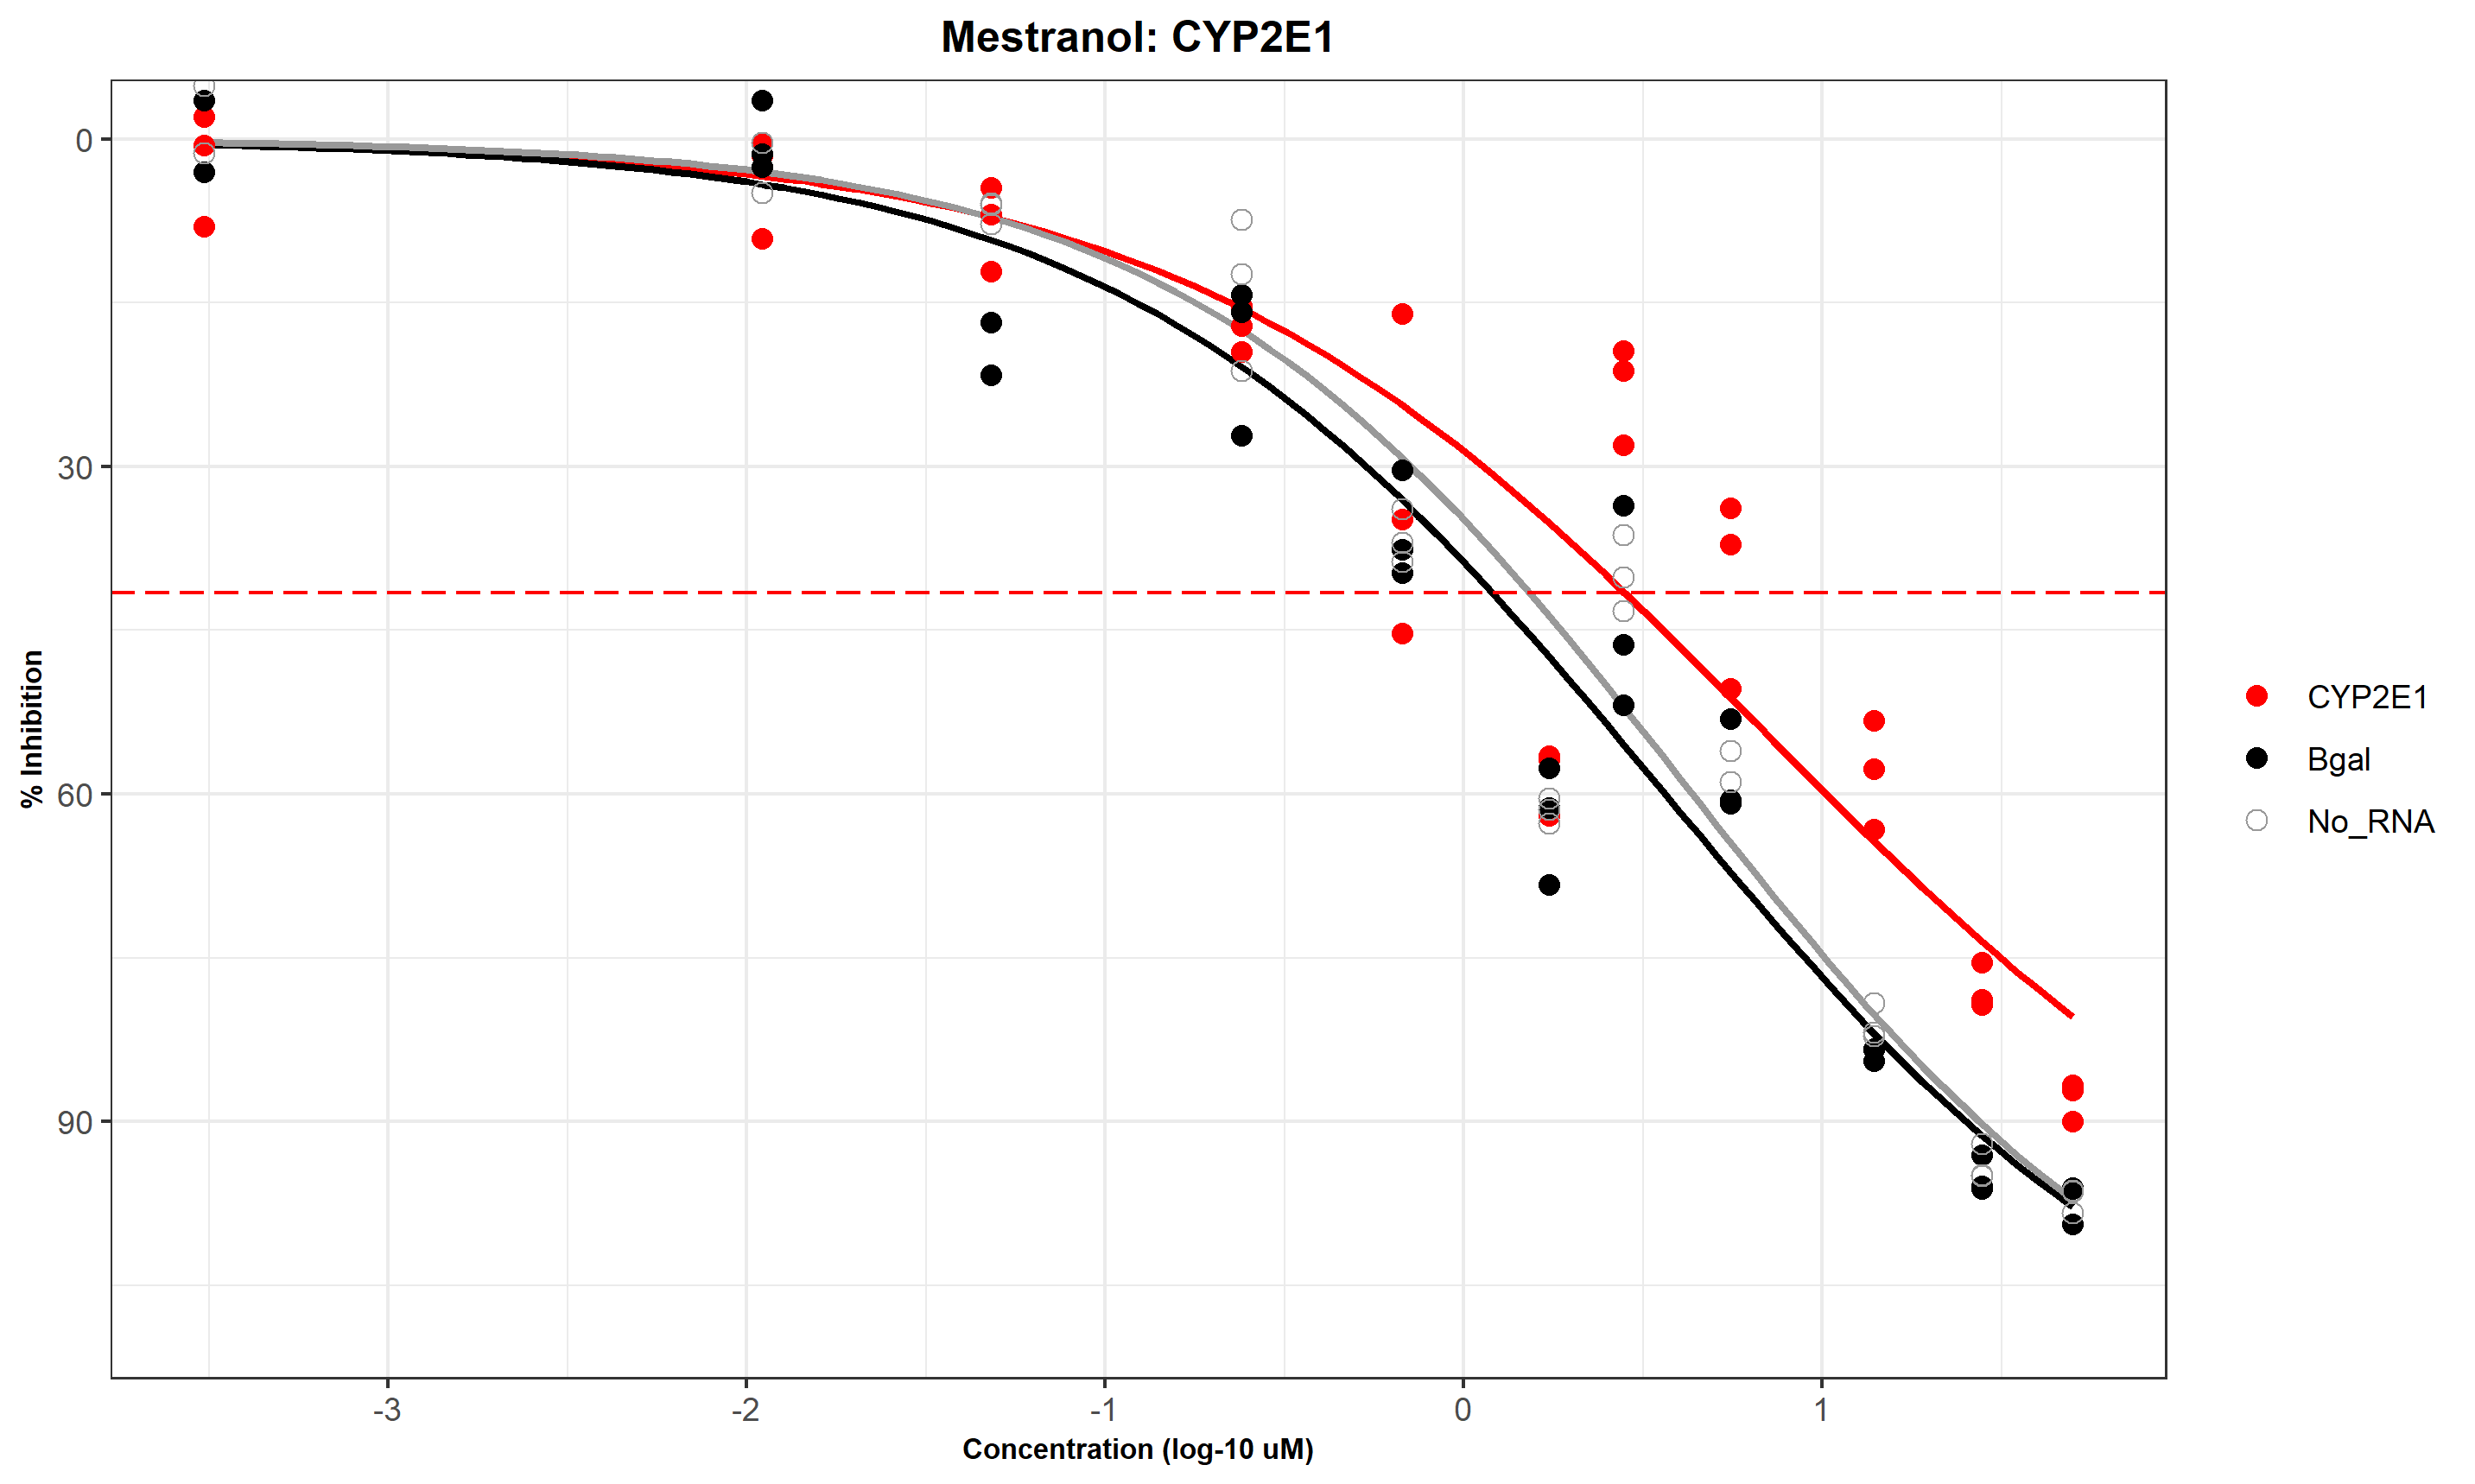 Mestranol: CYP2E1
% Inhibition
0
30
60
90
-3
-2
-1
0
1
Concentration (log-10 uM)
CYP2E1
Bgal
No_RNA